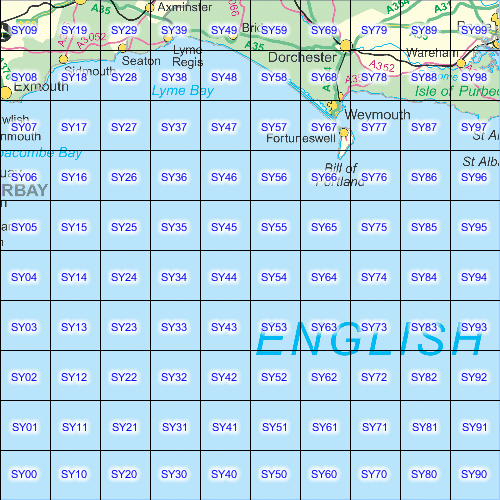 Axminster
A35
SY09 SY19 SY29 SY39 SY49 SY59 SY69 SY79 SY89 SY99
A35
Lyme
Regis
Seaton
Dorchester
Wareham
A352
A354
Sidmouth
SY08 SY18 SY28 SY38 SY48 SY58 SY68 SY78 SY88 SY98
Exmouth
Lyme Bay
Isle of Purbec
Weymouth
SY07 SY17 SY27 SY37 SY47 SY57 SY67 SY77 SY87 SY97
Fortuneswell
wlish
nmouth
bacombe Bay
St Al
St Alba
Bill of
Portland
SY06 SY16 SY26 SY36 SY46 SY56 SY66 SY76 SY86 SY96
RBAY
SY05 SY15 SY25 SY35 SY45 SY55 SY65 SY75 SY85 SY95
SY04 SY14 SY24 SY34 SY44 SY54 SY64 SY74 SY84 SY94
SY03 SY13 SY23 SY33 SY43 SY53 SY63 SY73 SY83 SY93
ENGLISH
SY02 SY12 SY22 SY32 SY42 SY52 SY62 SY72 SY82 SY92
SY01 SY11 SY21 SY31 SY41 SY51 SY61 SY71 SY81 SY91
SY00 SY10 SY20 SY30 SY40 SY50 SY60 SY70 SY80 SY90